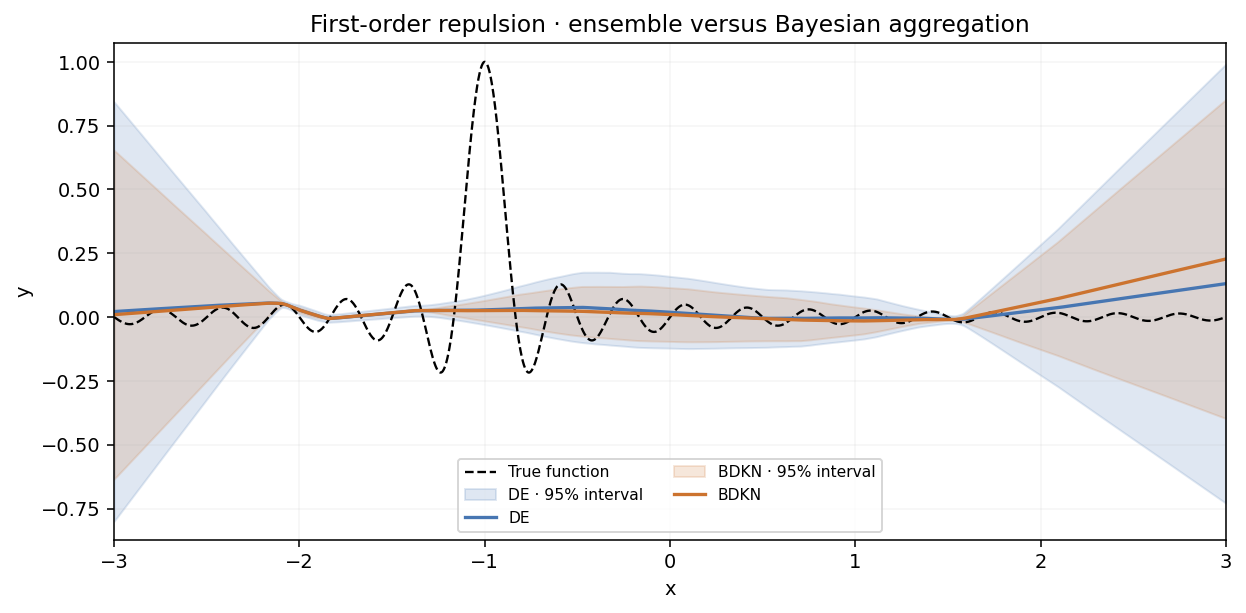 First-order repulsion · ensemble versus Bayesian aggregation
y
1.00
0.75
0.50
0.25
0.00
−0.25
−0.50
−0.75
True function
DE · 95% interval
DE
BDKN · 95% interval
BDKN
−3 −2 −1 0 1 2 3
x